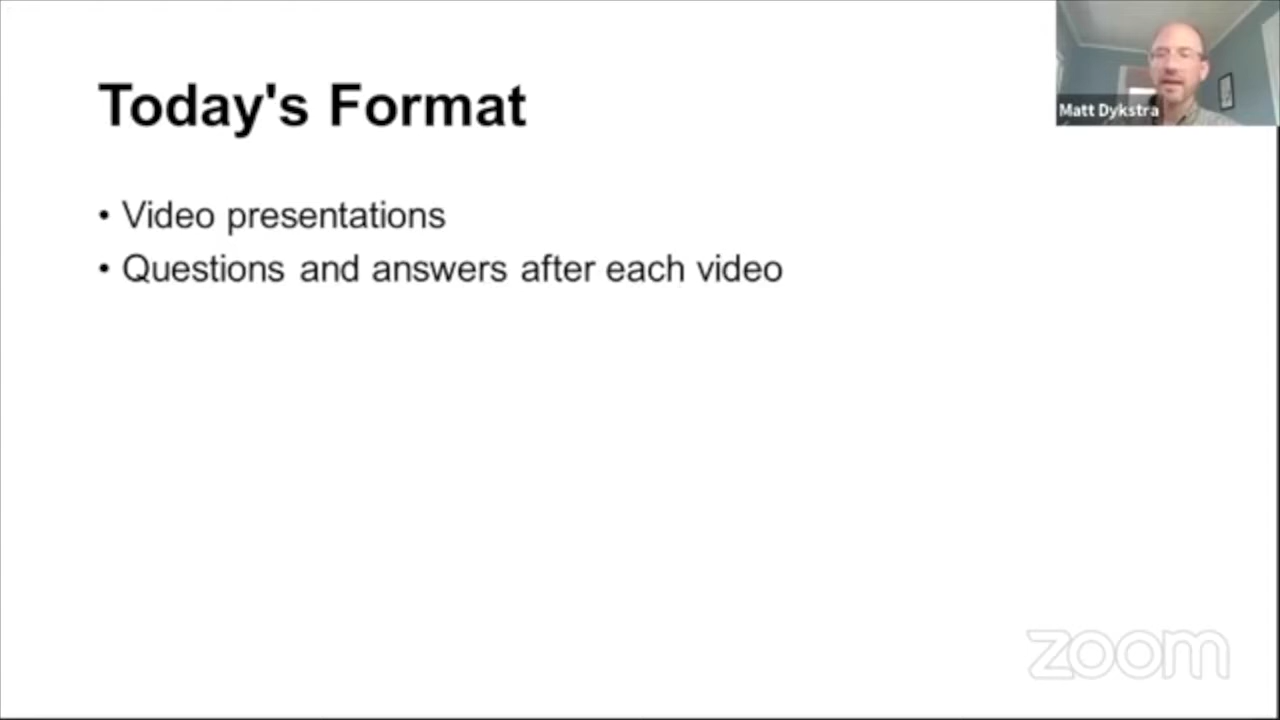 Today's Format
Matt Dykstra
• Video presentations
• Questions and answers after each video
zoom